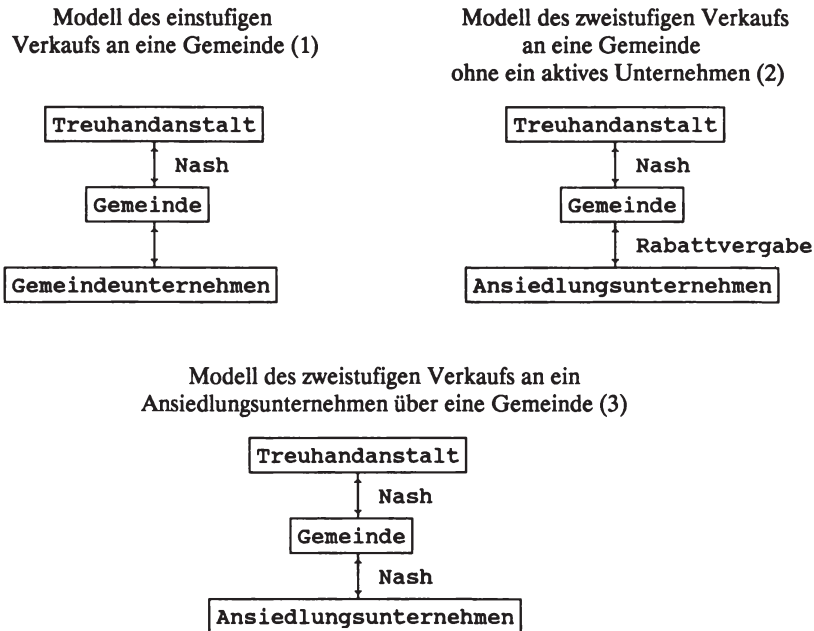 Modell des einstufigen
Verkaufs an eine Gemeinde (1)
Treuhandanstalt
Nash
Gemeinde
Gemeindeunternehmen
Modell des zweistufigen Verkaufs
an eine Gemeinde
ohne ein aktives Unternehmen (2)
Treuhandanstalt
Nash
Gemeinde
Rabattvergabe
Ansiedlungsunternehmen
Modell des zweistufigen Verkaufs an ein
Ansiedlungsunternehmen über eine Gemeinde (3)
Treuhandanstalt
Nash
Gemeinde
Nash
Ansiedlungsunternehmen